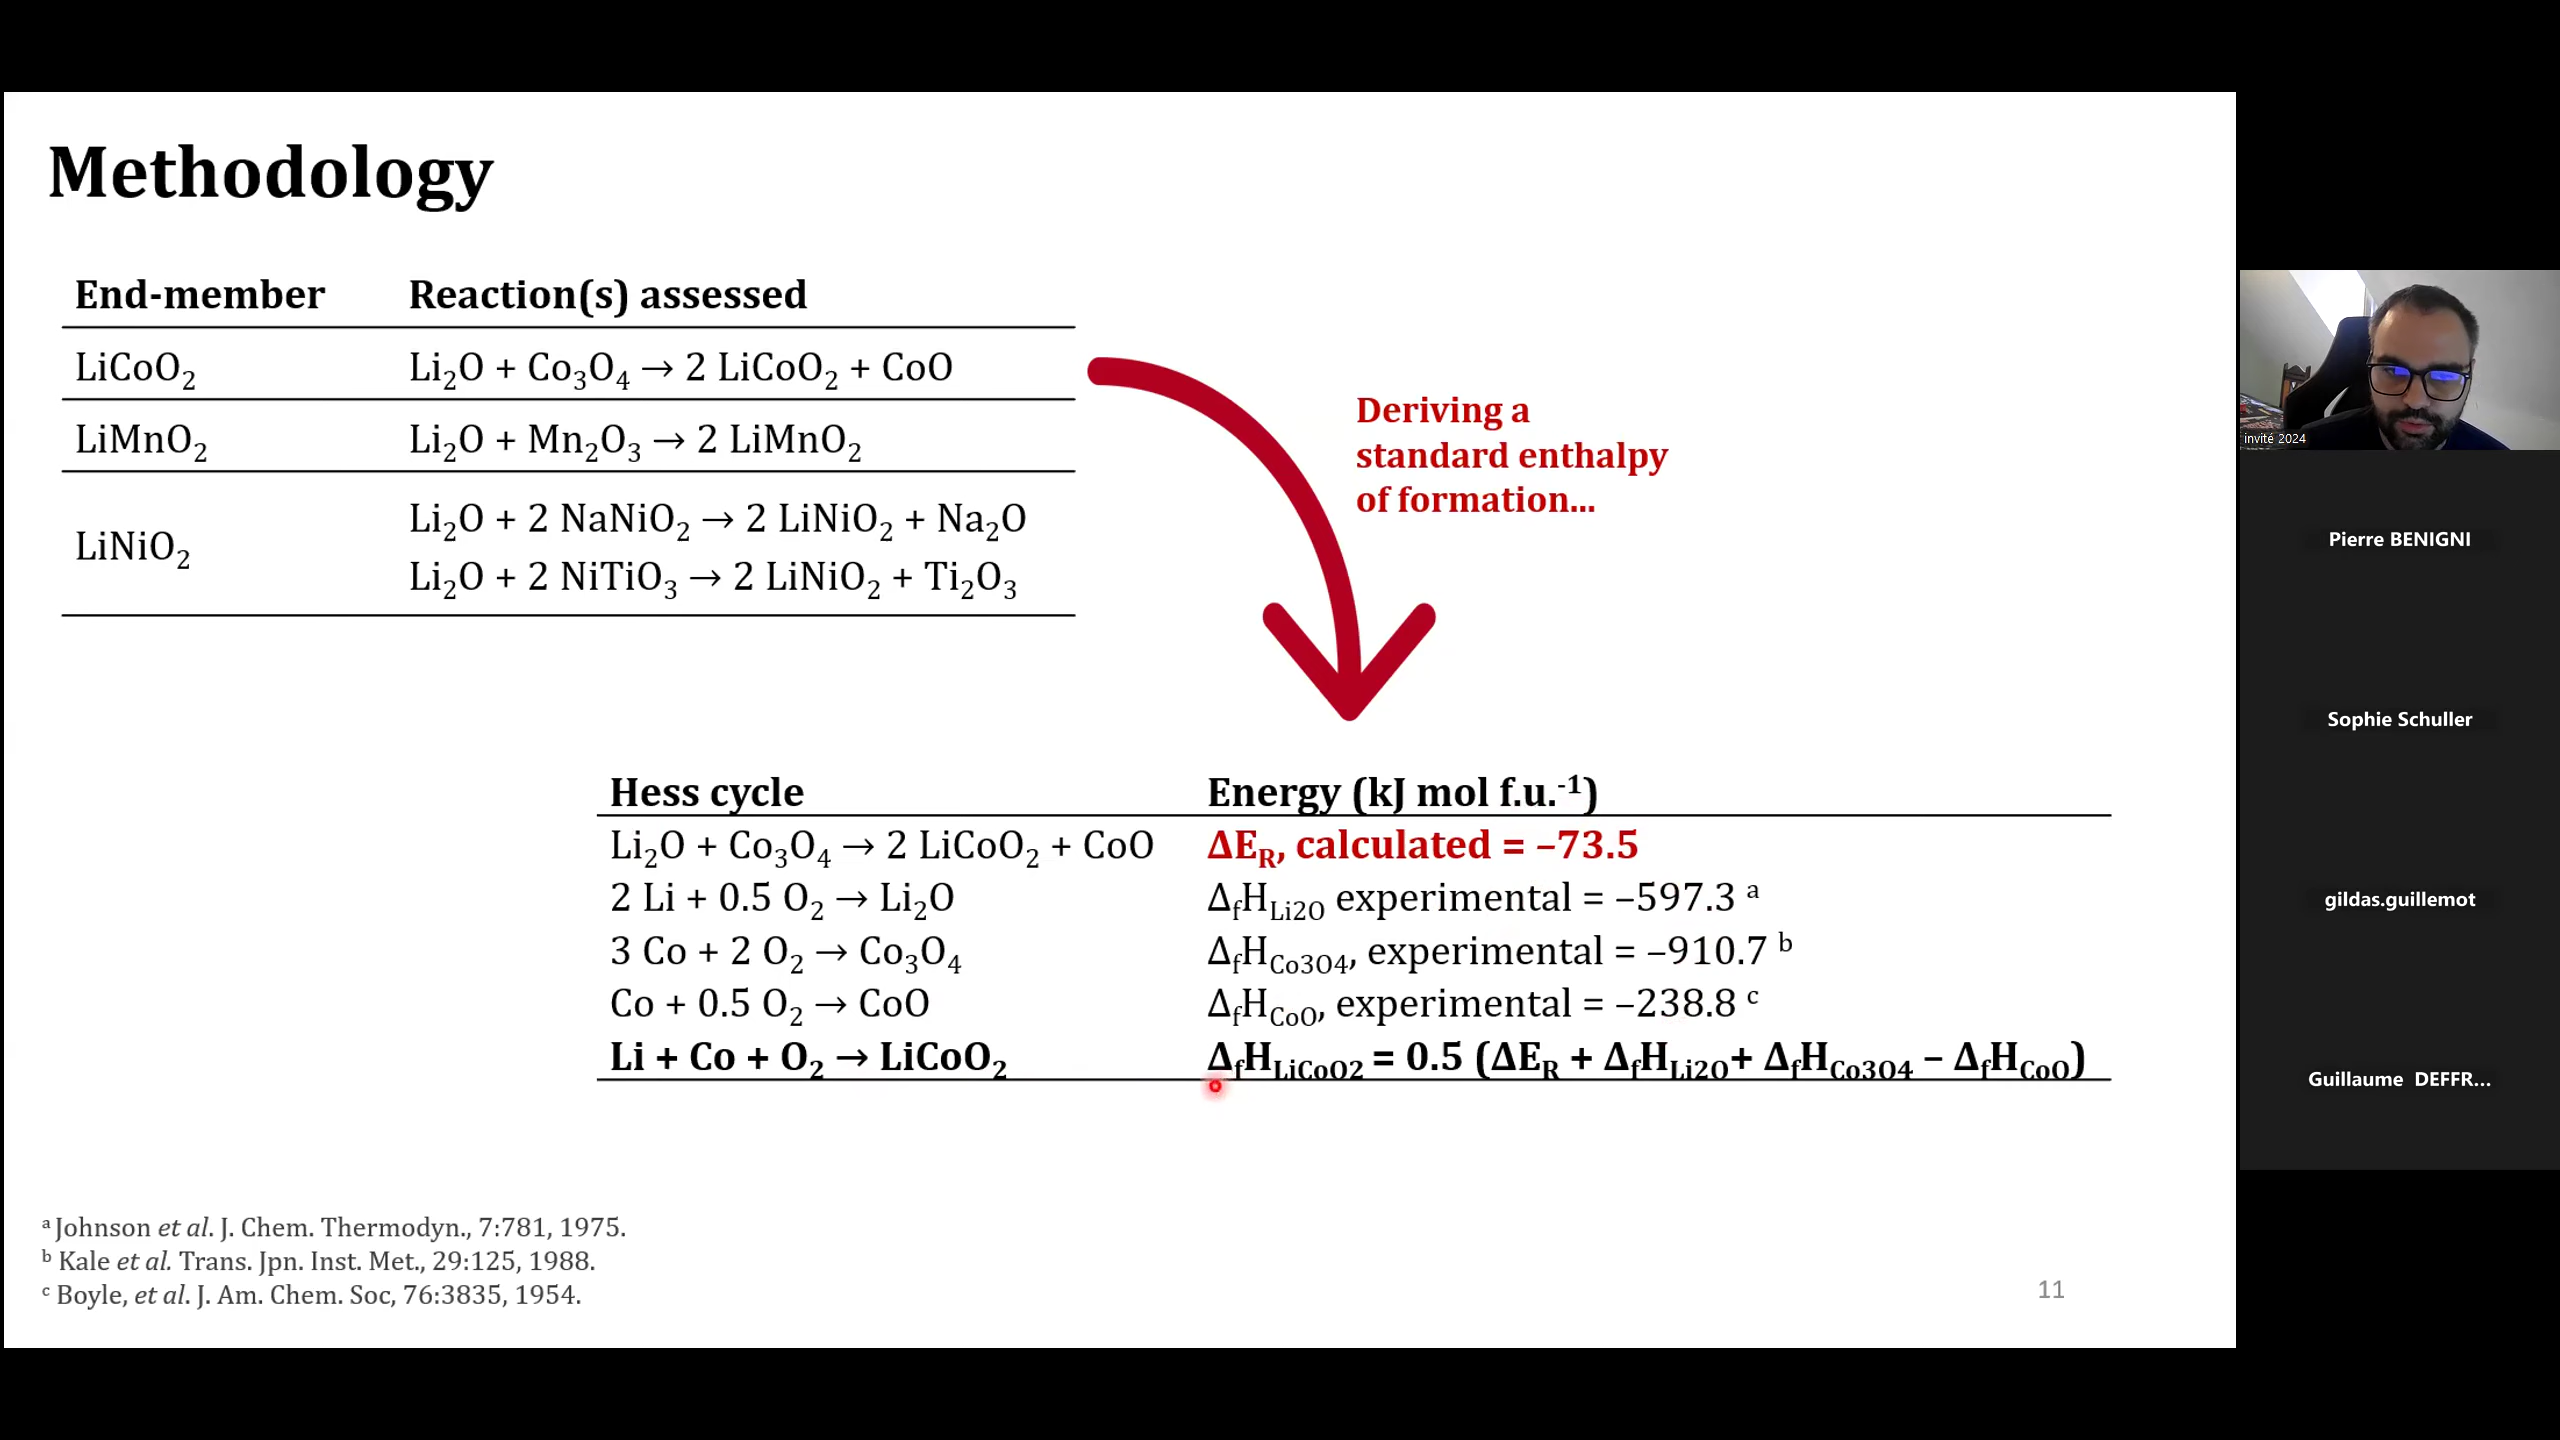 Methodology
End-member Reaction(s) assessed
LiCoO₂ Li₂O + Co₃O₄ → 2 LiCoO₂ + CoO
LiMnO₂ Li₂O + Mn₂O₃ → 2 LiMnO₂
LiNiO₂ Li₂O + 2 NaNiO₂ → 2 LiNiO₂ + Na₂O
Li₂O + 2 NiTiO₃ → 2 LiNiO₂ + Ti₂O₃
Deriving a
standard enthalpy
of formation...
Hess cycle Energy (kJ mol f.u.⁻¹)
Li₂O + Co₃O₄ → 2 LiCoO₂ + CoO ΔE_R, calculated = –73.5
2 Li + 0.5 O₂ → Li₂O Δ_fH_Li2O experimental = –597.3 ᵃ
3 Co + 2 O₂ → Co₃O₄ Δ_fH_Co3O4, experimental = –910.7 ᵇ
Co + 0.5 O₂ → CoO Δ_fH_CoO, experimental = –238.8 ᶜ
Li + Co + O₂ → LiCoO₂ Δ_fH_LiCoO2 = 0.5 (ΔE_R + Δ_fH_Li2O+ Δ_fH_Co3O4 – Δ_fH_CoO)
ᵃ Johnson et al. J. Chem. Thermodyn., 7:781, 1975.
ᵇ Kale et al. Trans. Jpn. Inst. Met., 29:125, 1988.
ᶜ Boyle, et al. J. Am. Chem. Soc, 76:3835, 1954.
11
invité 2024
Pierre BENIGNI
Sophie Schuller
gildas.guillemot
Guillaume DEFFR...